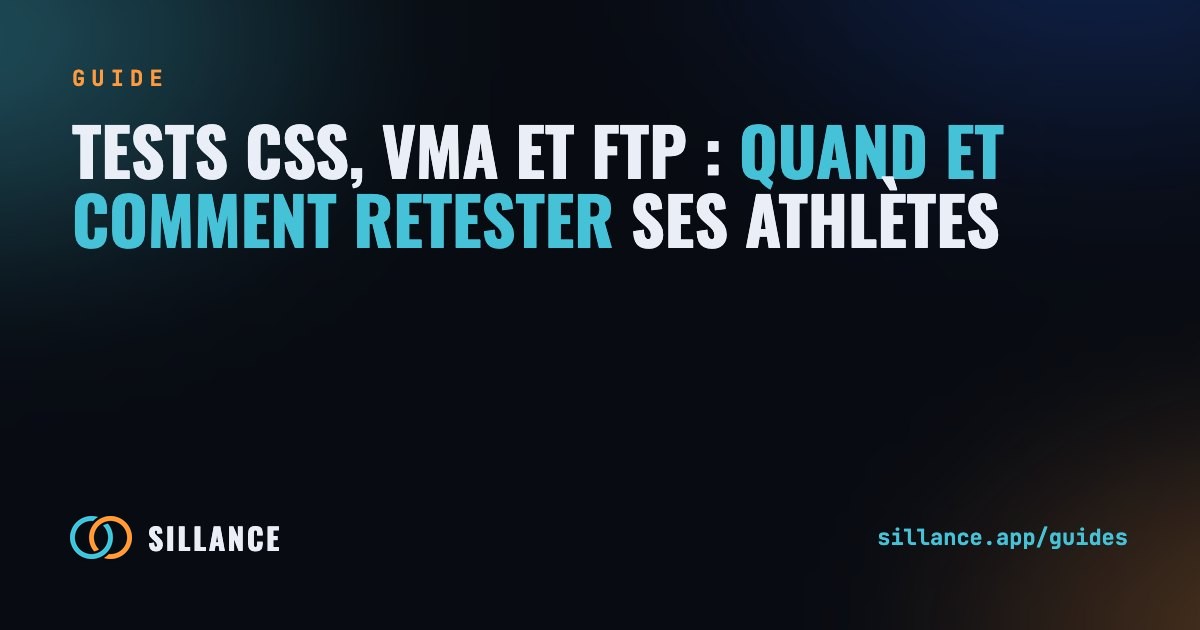 GUIDE
TESTS CSS, VMA ET FTP : QUAND ET
COMMENT RETESTER SES ATHLÈTES
SILLANCE
sillance.app/guides